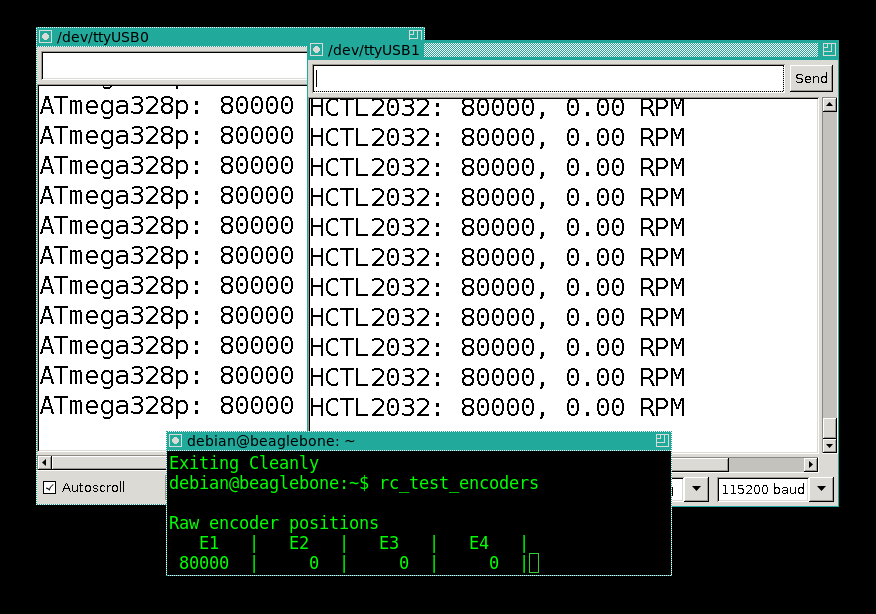 /dev/ttyUSB0
ATmega328p: 80000
ATmega328p: 80000
ATmega328p: 80000
ATmega328p: 80000
ATmega328p: 80000
ATmega328p: 80000
ATmega328p: 80000
ATmega328p: 80000
ATmega328p: 80000
ATmega328p: 80000
ATmega328p: 80000
Autoscroll
/dev/ttyUSB1
Send
HCTL2032: 80000, 0.00 RPM
HCTL2032: 80000, 0.00 RPM
HCTL2032: 80000, 0.00 RPM
HCTL2032: 80000, 0.00 RPM
HCTL2032: 80000, 0.00 RPM
HCTL2032: 80000, 0.00 RPM
HCTL2032: 80000, 0.00 RPM
HCTL2032: 80000, 0.00 RPM
HCTL2032: 80000, 0.00 RPM
HCTL2032: 80000, 0.00 RPM
HCTL2032: 80000, 0.00 RPM
115200 baud
debian@beaglebone: ~
Exiting Cleanly
debian@beaglebone:~$ rc_test_encoders
Raw encoder positions
E1 | E2 | E3 | E4 |
80000 | 0 | 0 | 0 |